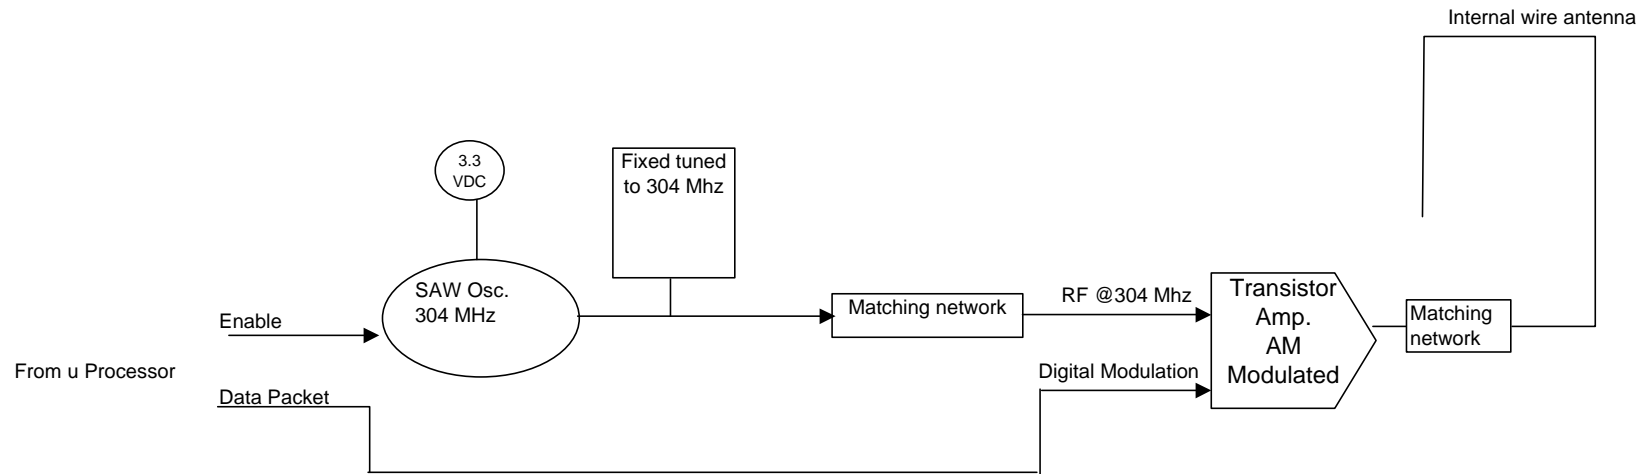 Internal wire antenna
3.3
VDC
Fixed tuned
to 304 Mhz
SAW Osc.
304 MHz
Enable
Matching network
RF @304 Mhz
Transistor
Amp.
AM
Modulated
Matching
network
From u Processor
Data Packet
Digital Modulation